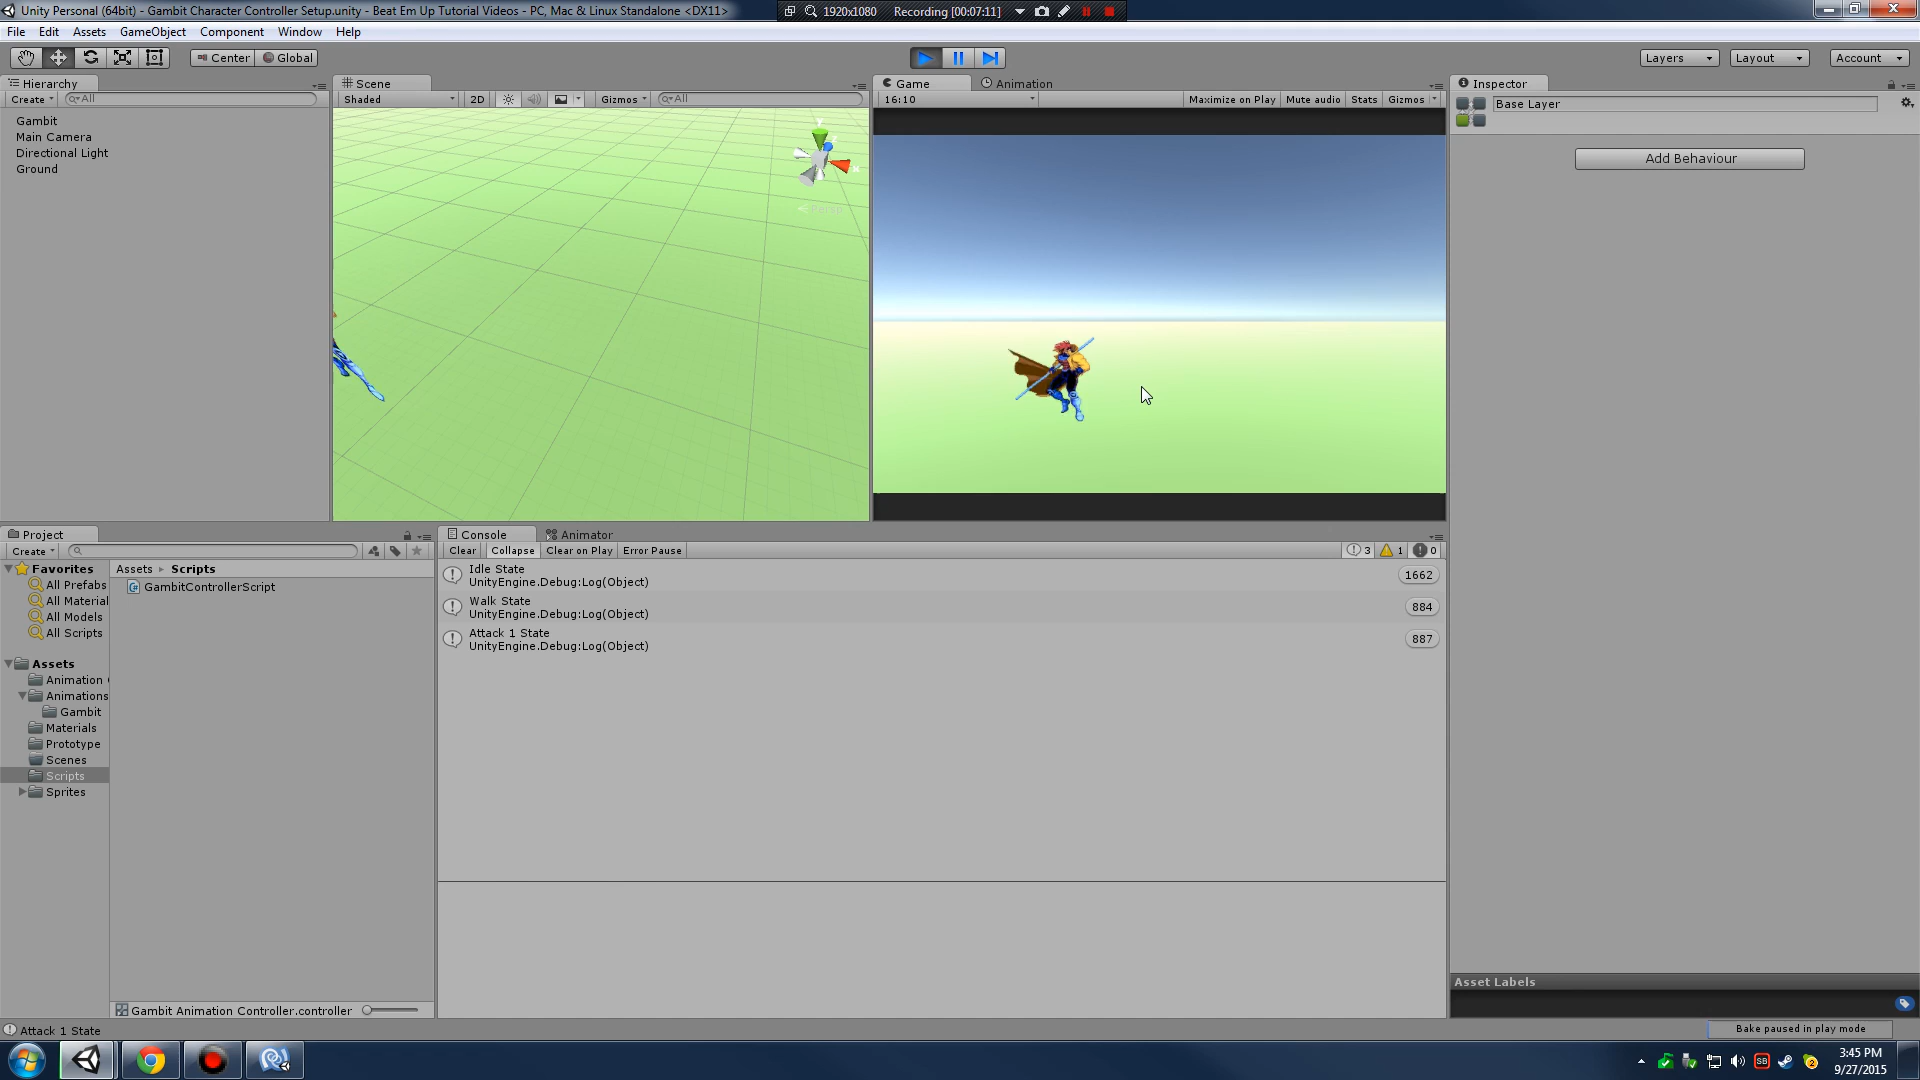 Unity Personal (64bit) - Gambit Character Controller Setup.unity - Beat Em Up Tutorial Videos - PC, Mac & Linux Standalone <DX11>
1920x1080 Recording [00:07:11]
File Edit Assets GameObject Component Window Help
Center Global Layers Layout Account
Hierarchy
Create All
Gambit
Main Camera
Directional Light
Ground
Scene
Shaded 2D Gizmos All
Y
x
Persp
Game Animation
16:10 Maximize on Play Mute audio Stats Gizmos
Inspector
Base Layer
Add Behaviour
Project
Create
Favorites
All Prefabs
All Material
All Models
All Scripts
Assets
Animation
Animations
Gambit
Materials
Prototype
Scenes
Scripts
Sprites
Assets Scripts
GambitControllerScript
Gambit Animation Controller.controller
Console Animator
Clear Collapse Clear on Play Error Pause 3 1 0
Idle State
UnityEngine.Debug:Log(Object)
1662
Walk State
UnityEngine.Debug:Log(Object)
884
Attack 1 State
UnityEngine.Debug:Log(Object)
887
Asset Labels
Attack 1 State
Bake paused in play mode
3:45 PM
9/27/2015